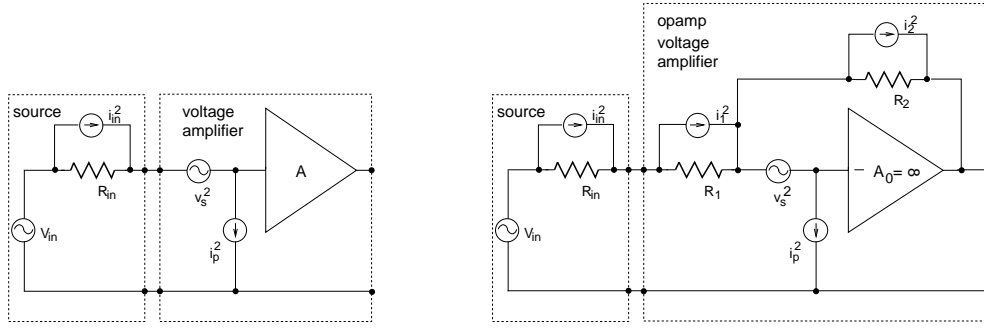 source
i_in^2
R_in
V_in
voltage
amplifier
v_s^2
i_p^2
A
source
i_in^2
R_in
V_in
opamp
voltage
amplifier
i_1^2
R_1
i_2^2
R_2
v_s^2
i_p^2
− A_0 = ∞